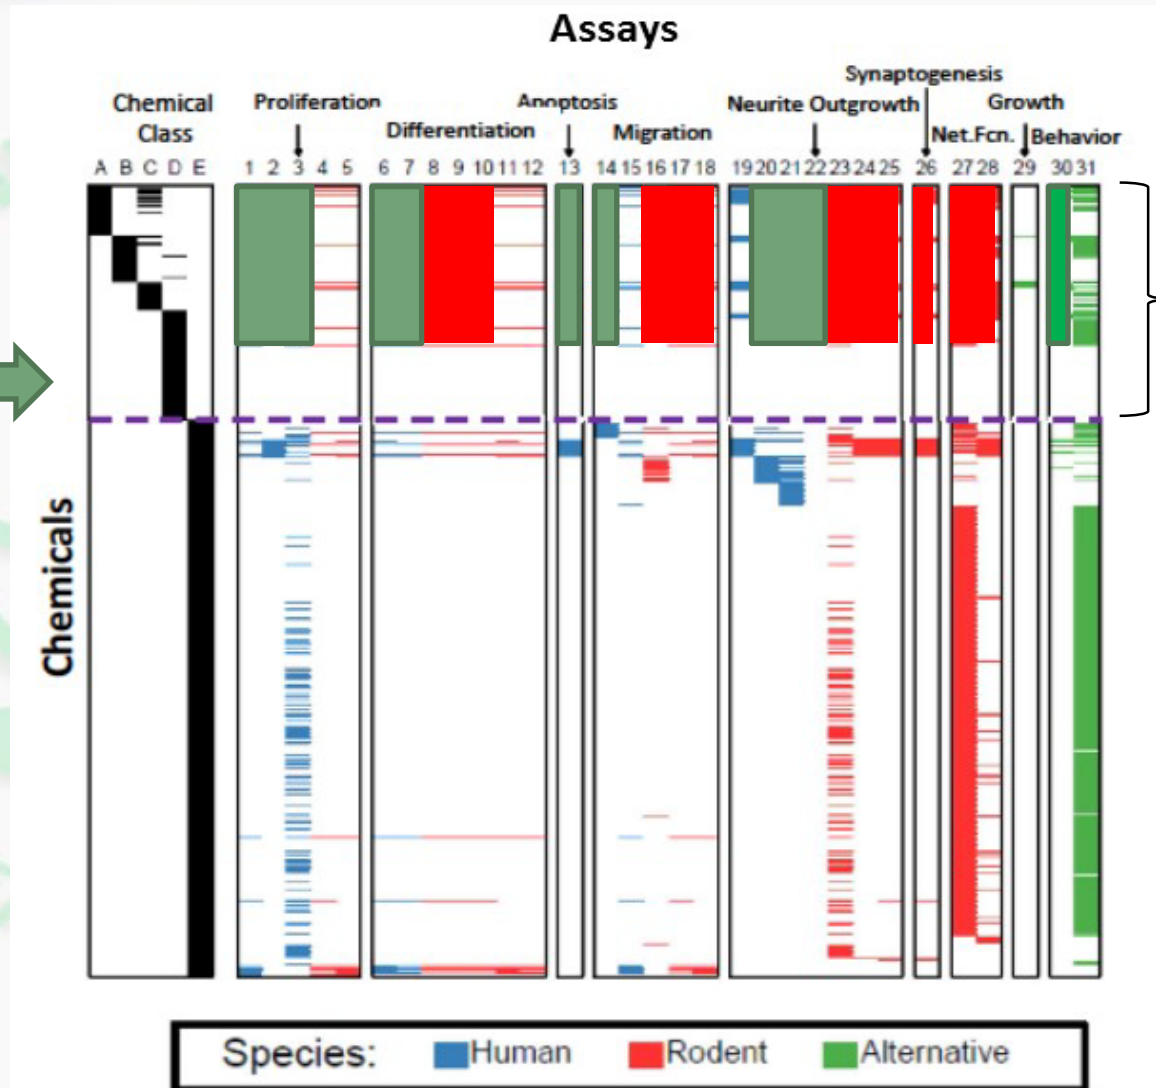 Assays
Synaptogenesis
Chemical Class
Proliferation
Apoptosis
Neurite Outgrowth
Growth
Differentiation
Migration
Net.Fcn.
Behavior
A B C D E
1 2 3 4 5
6 7 8 9 10 11 12
13
14 15 16 17 18
19 20 21 22 23 24 25
26
27 28
29
30 31
Chemicals
Species: Human Rodent Alternative